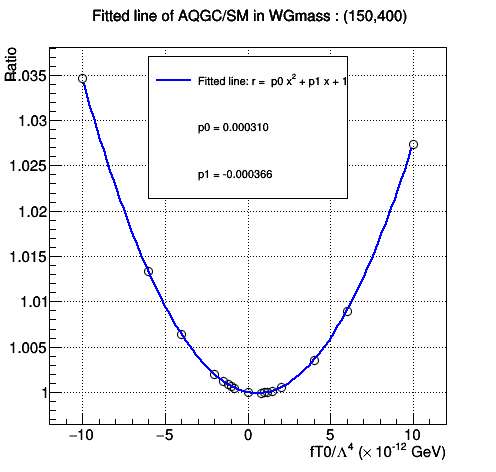 Fitted line of AQGC/SM in WGmass : (150,400)
Ratio
Fitted line: r = p0 x² + p1 x + 1
p0 = 0.000310
p1 = -0.000366
1.035
1.03
1.025
1.02
1.015
1.01
1.005
1
−10 −5 0 5 10
fT0/Λ⁴ (× 10⁻¹² GeV)